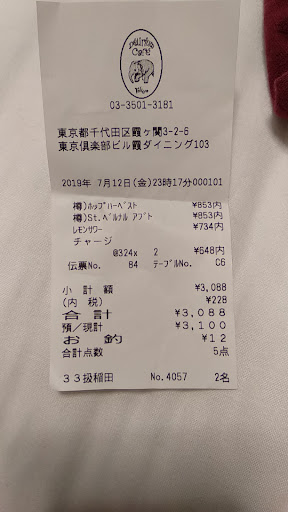 Delirium
Café
Tokyo
03-3501-3181
東京都千代田区霞ヶ関3-2-6
東京倶楽部ビル霞ダイニング103
2019年 7月12日(金)23時17分000101
樽)ﾎｯﾌﾟﾊｰﾍﾞｽﾄ ¥853内
樽)St.ﾍﾞﾙﾅﾙ ｱﾌﾞﾄ ¥853内
ﾚﾓﾝｻﾜｰ ¥734内
チャージ
@324x 2 ¥648内
伝票No. 84 ﾃｰﾌﾞﾙNo. C6
小計額 ¥3,088
(内 税) ¥228
合計 ¥3,088
預/現計 ¥3,100
お釣 ¥12
合計点数 5点
33扱稲田 No.4057 2名